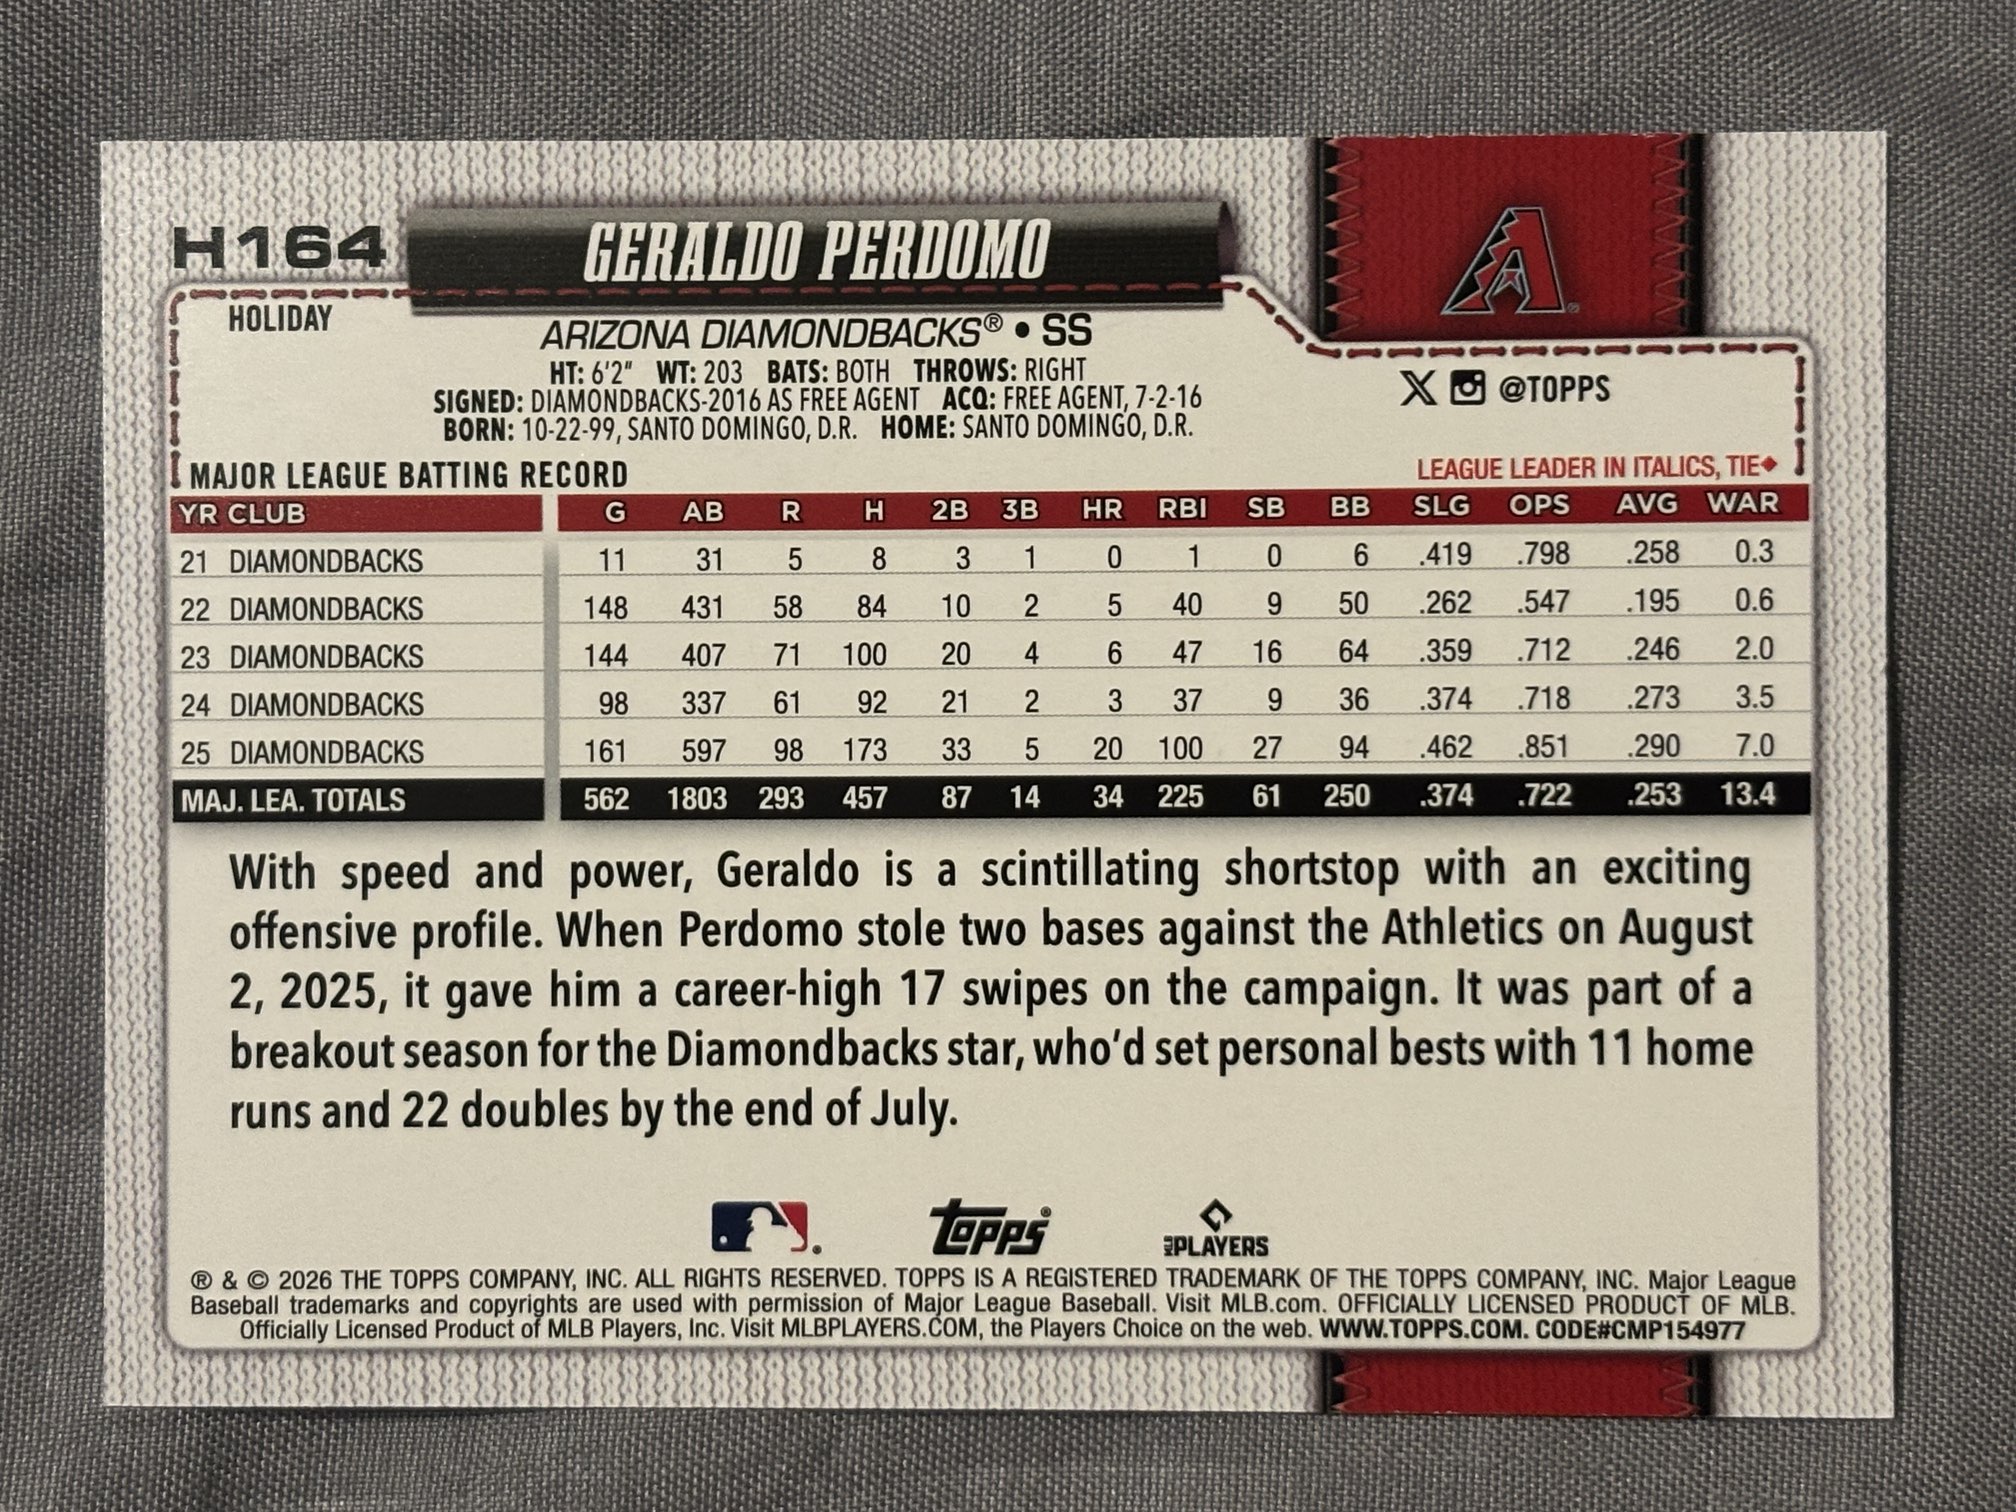 H164 GERALDO PERDOMO
HOLIDAY
ARIZONA DIAMONDBACKS® • SS
HT: 6'2" WT: 203 BATS: BOTH THROWS: RIGHT
SIGNED: DIAMONDBACKS-2016 AS FREE AGENT ACQ: FREE AGENT, 7-2-16
BORN: 10-22-99, SANTO DOMINGO, D.R. HOME: SANTO DOMINGO, D.R.
A
@TOPPS
MAJOR LEAGUE BATTING RECORD LEAGUE LEADER IN ITALICS, TIE♦
YR CLUB G AB R H 2B 3B HR RBI SB BB SLG OPS AVG WAR
21 DIAMONDBACKS 11 31 5 8 3 1 0 1 0 6 .419 .798 .258 0.3
22 DIAMONDBACKS 148 431 58 84 10 2 5 40 9 50 .262 .547 .195 0.6
23 DIAMONDBACKS 144 407 71 100 20 4 6 47 16 64 .359 .712 .246 2.0
24 DIAMONDBACKS 98 337 61 92 21 2 3 37 9 36 .374 .718 .273 3.5
25 DIAMONDBACKS 161 597 98 173 33 5 20 100 27 94 .462 .851 .290 7.0
MAJ. LEA. TOTALS 562 1803 293 457 87 14 34 225 61 250 .374 .722 .253 13.4
With speed and power, Geraldo is a scintillating shortstop with an exciting
offensive profile. When Perdomo stole two bases against the Athletics on August
2, 2025, it gave him a career-high 17 swipes on the campaign. It was part of a
breakout season for the Diamondbacks star, who'd set personal bests with 11 home
runs and 22 doubles by the end of July.
Topps®
MLB PLAYERS
® & © 2026 THE TOPPS COMPANY, INC. ALL RIGHTS RESERVED. TOPPS IS A REGISTERED TRADEMARK OF THE TOPPS COMPANY, INC. Major League
Baseball trademarks and copyrights are used with permission of Major League Baseball. Visit MLB.com. OFFICIALLY LICENSED PRODUCT OF MLB.
Officially Licensed Product of MLB Players, Inc. Visit MLBPLAYERS.COM, the Players Choice on the web. WWW.TOPPS.COM. CODE#CMP154977